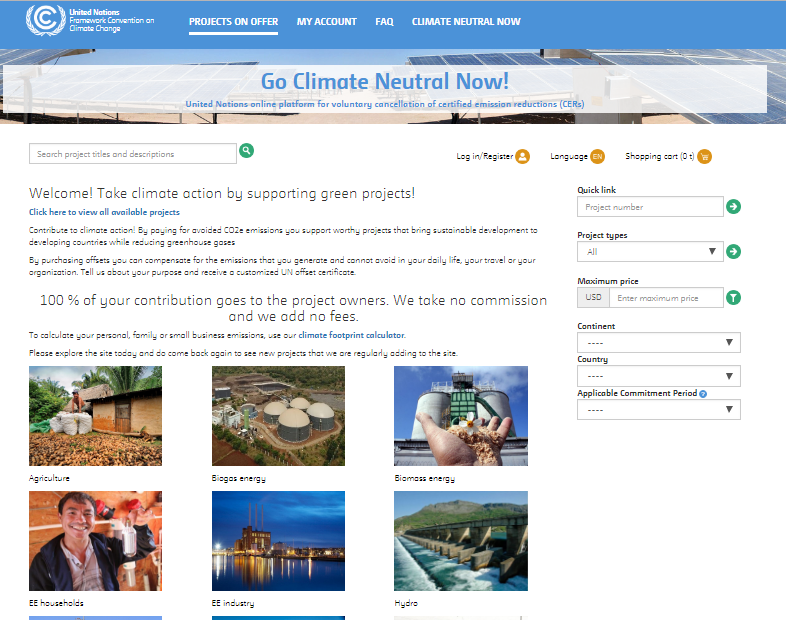 United Nations
Framework Convention on
Climate Change
PROJECTS ON OFFER MY ACCOUNT FAQ CLIMATE NEUTRAL NOW
Go Climate Neutral Now!
United Nations online platform for voluntary cancellation of certified emission reductions (CERs)
Search project titles and descriptions
Log in/Register Language EN Shopping cart (0 t)
Welcome! Take climate action by supporting green projects!
Click here to view all available projects
Contribute to climate action! By paying for avoided CO2e emissions you support worthy projects that bring sustainable development to
developing countries while reducing greenhouse gases
By purchasing offsets you can compensate for the emissions that you generate and cannot avoid in your daily life, your travel or your
organization. Tell us about your purpose and receive a customized UN offset certificate.
100 % of your contribution goes to the project owners. We take no commission
and we add no fees.
To calculate your personal, family or small business emissions, use our climate footprint calculator.
Please explore the site today and do come back again to see new projects that we are regularly adding to the site.
Agriculture
Biogas energy
Biomass energy
EE households
EE industry
Hydro
Quick link
Project number
Project types
All
Maximum price
USD Enter maximum price
Continent
----
Country
----
Applicable Commitment Period ?
----